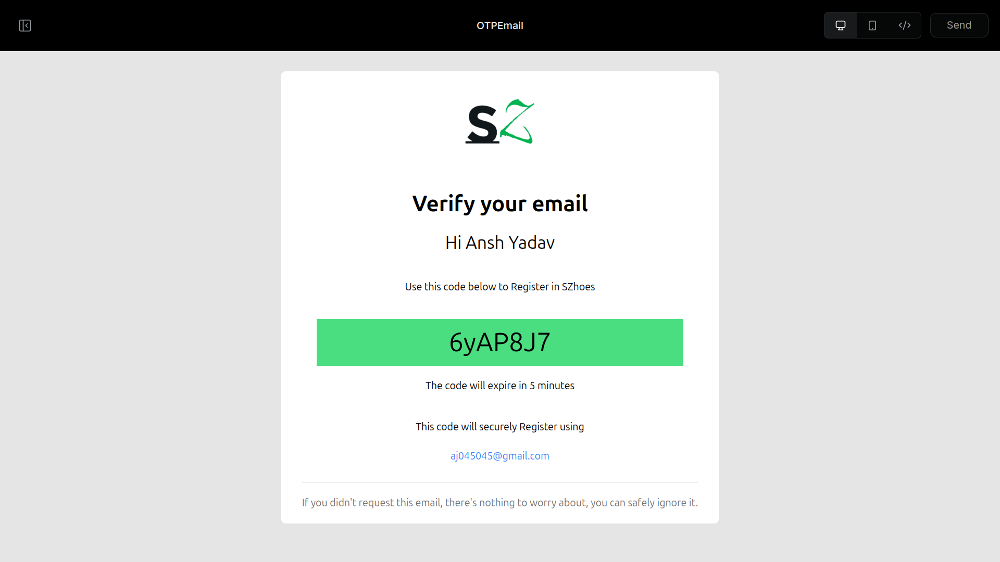 OTPEmail
Send
SZ
Verify your email
Hi Ansh Yadav
Use this code below to Register in SZhoes
6yAP8J7
The code will expire in 5 minutes
This code will securely Register using
aj045045@gmail.com
If you didn't request this email, there's nothing to worry about, you can safely ignore it.